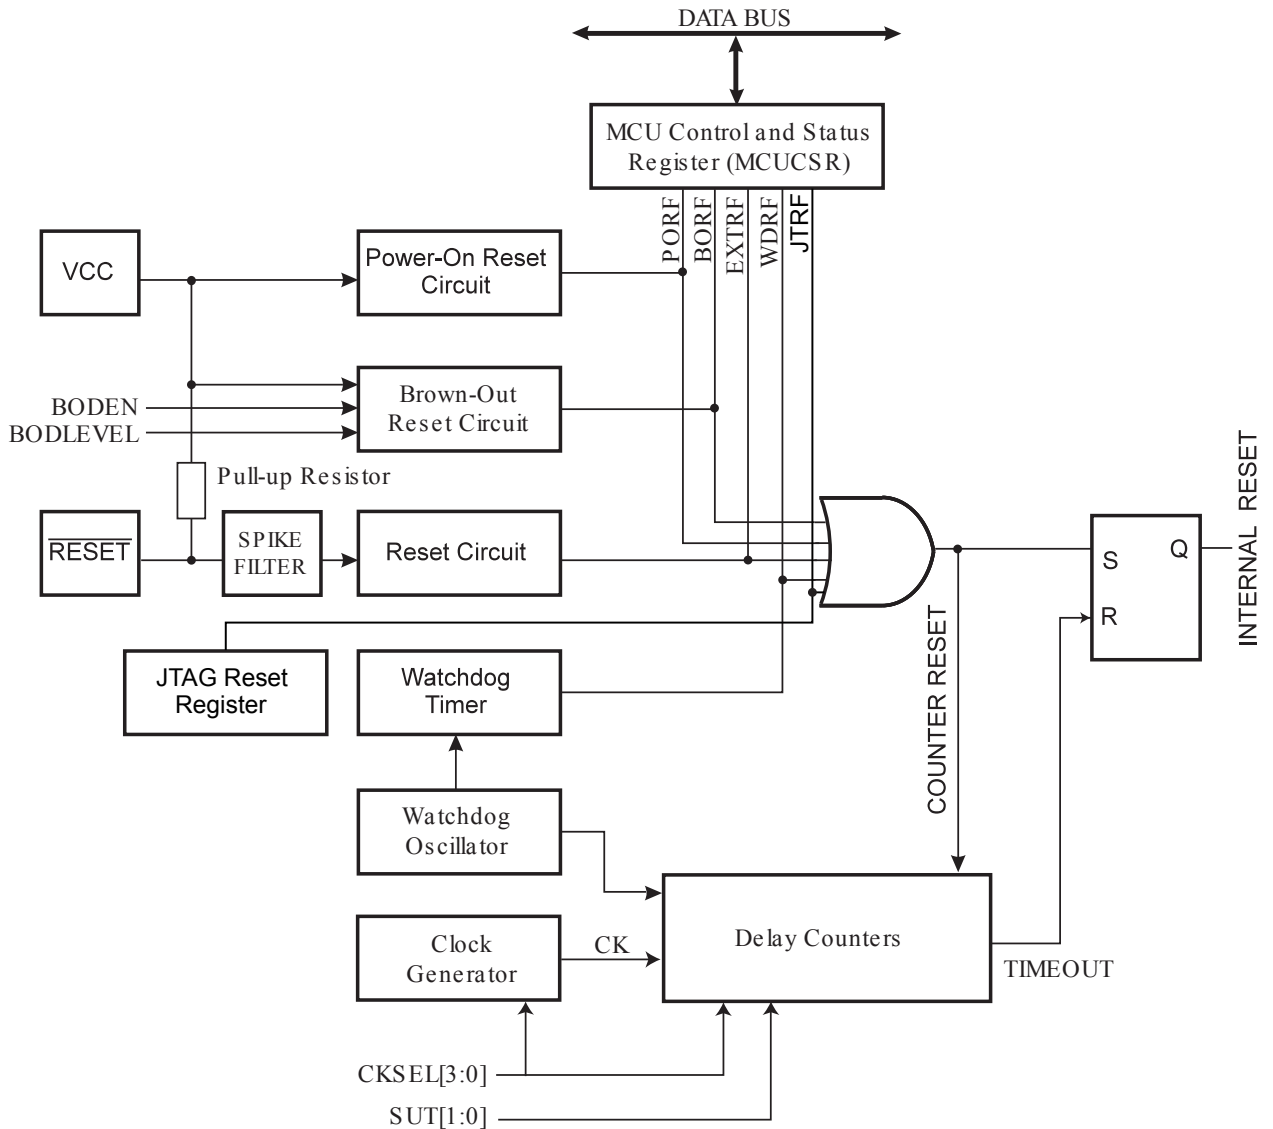 DATA BUS
MCU Control and Status
Register (MCUCSR)
PORF
BORF
EXTRF
WDRF
JTRF
VCC
Power-On Reset
Circuit
Brown-Out
Reset Circuit
BODEN
BODLEVEL
Pull-up Resistor
RESET
SPIKE
FILTER
Reset Circuit
S
R
Q
INTERNAL RESET
JTAG Reset
Register
Watchdog
Timer
COUNTER RESET
Watchdog
Oscillator
Clock
Generator
CK
Delay Counters
TIMEOUT
CKSEL[3:0]
SUT[1:0]